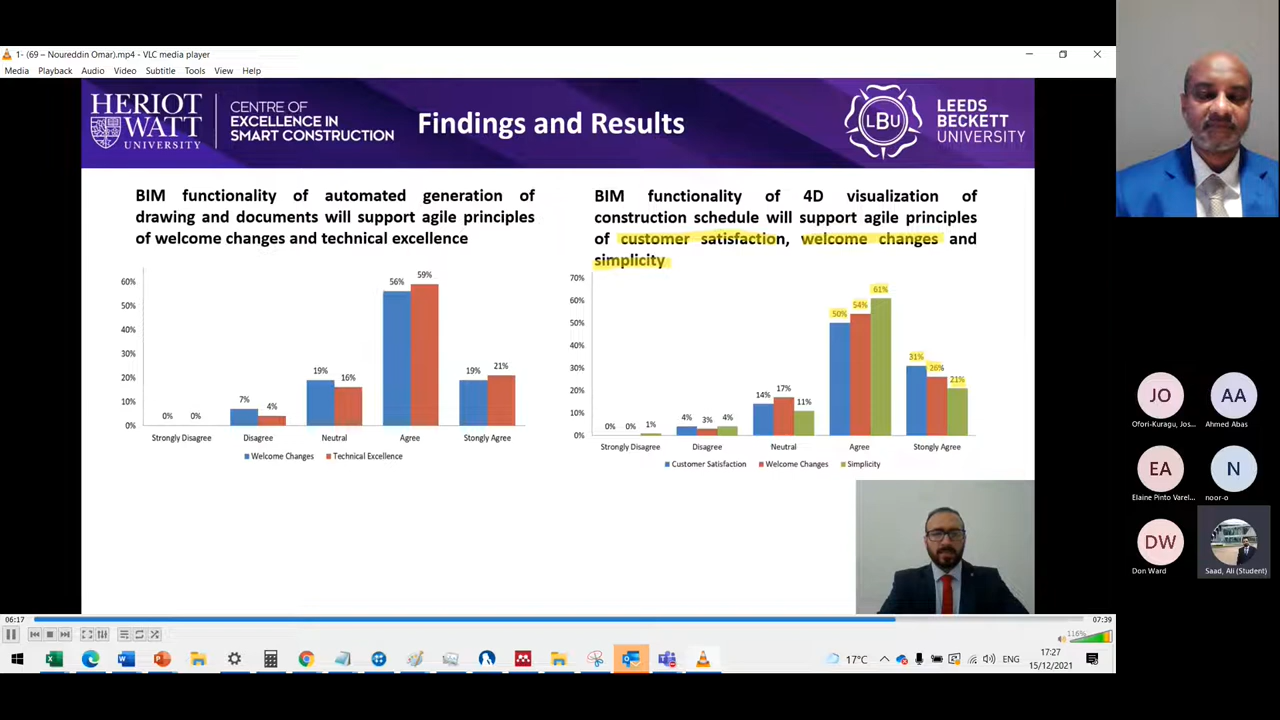 1- (69 – Noureddin Omar).mp4 - VLC media player
Media Playback Audio Video Subtitle Tools View Help
HERIOT
WATT
UNIVERSITY
CENTRE OF
EXCELLENCE IN
SMART CONSTRUCTION
Findings and Results
LBU
LEEDS
BECKETT
UNIVERSITY
BIM functionality of automated generation of
drawing and documents will support agile principles
of welcome changes and technical excellence
60%
50%
40%
30%
20%
10%
0%
0% 0%
7% 4%
19% 16%
56% 59%
19% 21%
Strongly Disagree Disagree Neutral Agree Stongly Agree
Welcome Changes Technical Excellence
BIM functionality of 4D visualization of
construction schedule will support agile principles
of customer satisfaction, welcome changes and
simplicity
70%
60%
50%
40%
30%
20%
10%
0%
0% 0% 1%
4% 3% 4%
14% 17% 11%
50% 54% 61%
31% 26% 21%
Strongly Disagree Disagree Neutral Agree Stongly Agree
Customer Satisfaction Welcome Changes Simplicity
JO
Ofori-Kuragu, Jos...
AA
Ahmed Abas
EA
Elaine Pinto Varel...
N
noor-o
DW
Don Ward
Saad, Ali (Student)
06:17
07:39
116%
17°C
ENG
17:27
15/12/2021